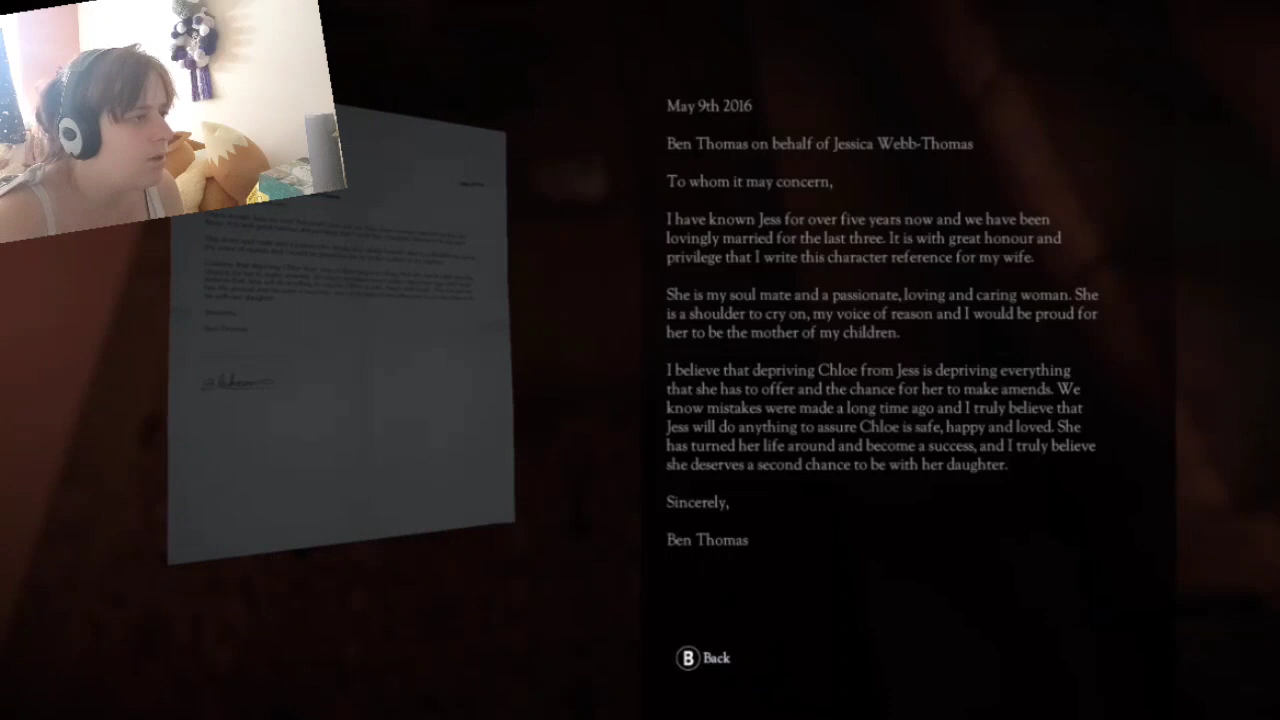 May 9th 2016
Ben Thomas on behalf of Jessica Webb-Thomas
To whom it may concern,
I have known Jess for over five years now and we have been
lovingly married for the last three. It is with great honour and
privilege that I write this character reference for my wife.
She is my soul mate and a passionate, loving and caring woman. She
is a shoulder to cry on, my voice of reason and I would be proud for
her to be the mother of my children.
I believe that depriving Chloe from Jess is depriving everything
that she has to offer and the chance for her to make amends. We
know mistakes were made a long time ago and I truly believe that
Jess will do anything to assure Chloe is safe, happy and loved. She
has turned her life around and become a success, and I truly believe
she deserves a second chance to be with her daughter.
Sincerely,
Ben Thomas
B Back